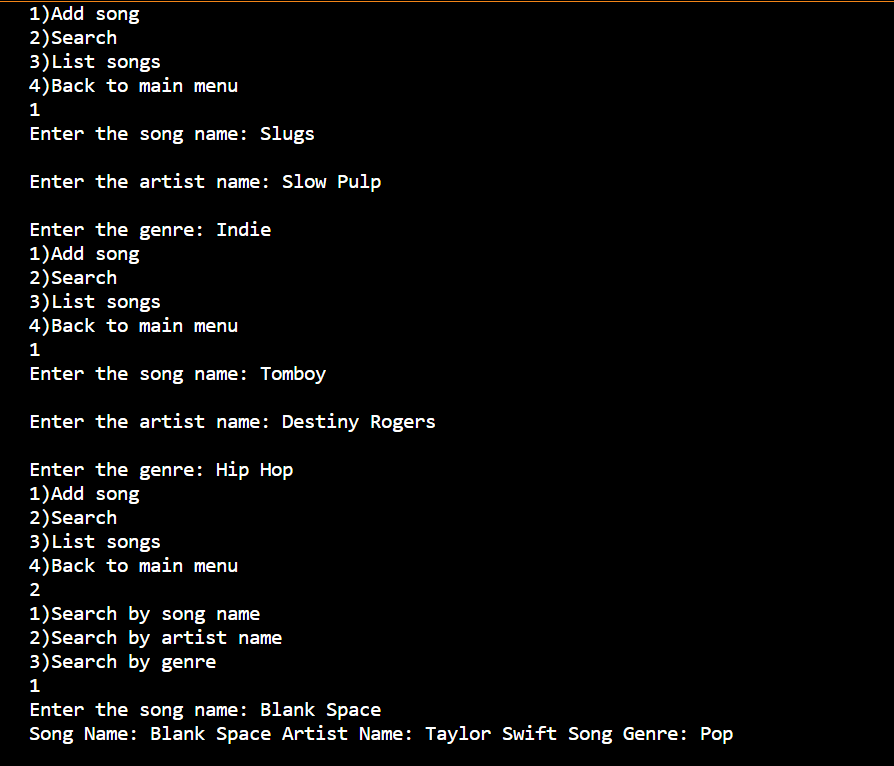 1)Add song
2)Search
3)List songs
4)Back to main menu
1
Enter the song name: Slugs
Enter the artist name: Slow Pulp
Enter the genre: Indie
1)Add song
2)Search
3)List songs
4)Back to main menu
1
Enter the song name: Tomboy
Enter the artist name: Destiny Rogers
Enter the genre: Hip Hop
1)Add song
2)Search
3)List songs
4)Back to main menu
2
1)Search by song name
2)Search by artist name
3)Search by genre
1
Enter the song name: Blank Space
Song Name: Blank Space Artist Name: Taylor Swift Song Genre: Pop